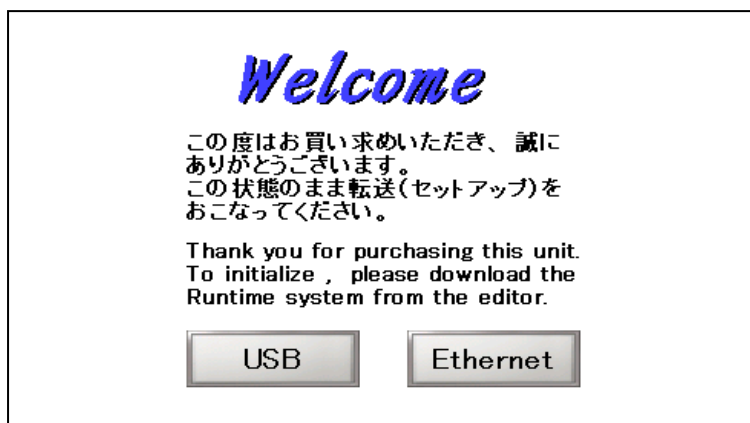 Welcome
この度はお買い求めいただき、誠に
ありがとうございます。
この状態のまま転送(セットアップ)を
おこなってください。
Thank you for purchasing this unit.
To initialize , please download the
Runtime system from the editor.
USB
Ethernet